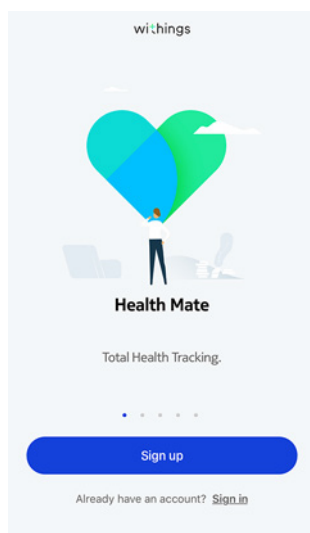 withings
Health Mate
Total Health Tracking.
Sign up
Already have an account? Sign in